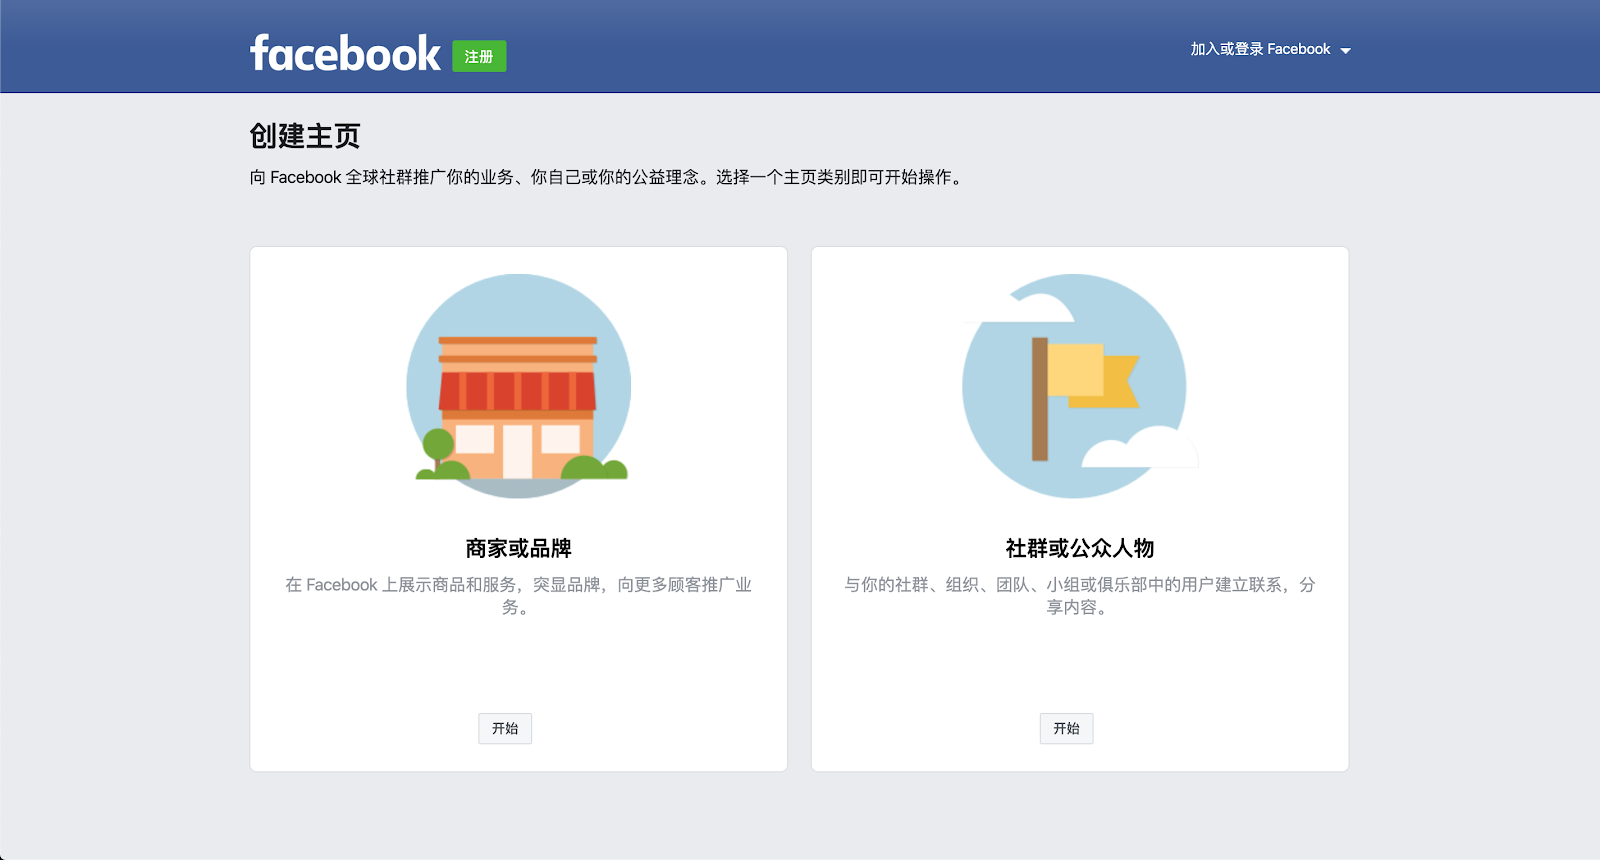 facebook 注册
加入或登录 Facebook
创建主页
向 Facebook 全球社群推广你的业务、你自己或你的公益理念。选择一个主页类别即可开始操作。
商家或品牌
在 Facebook 上展示商品和服务，突显品牌，向更多顾客推广业
务。
开始
社群或公众人物
与你的社群、组织、团队、小组或俱乐部中的用户建立联系，分
享内容。
开始